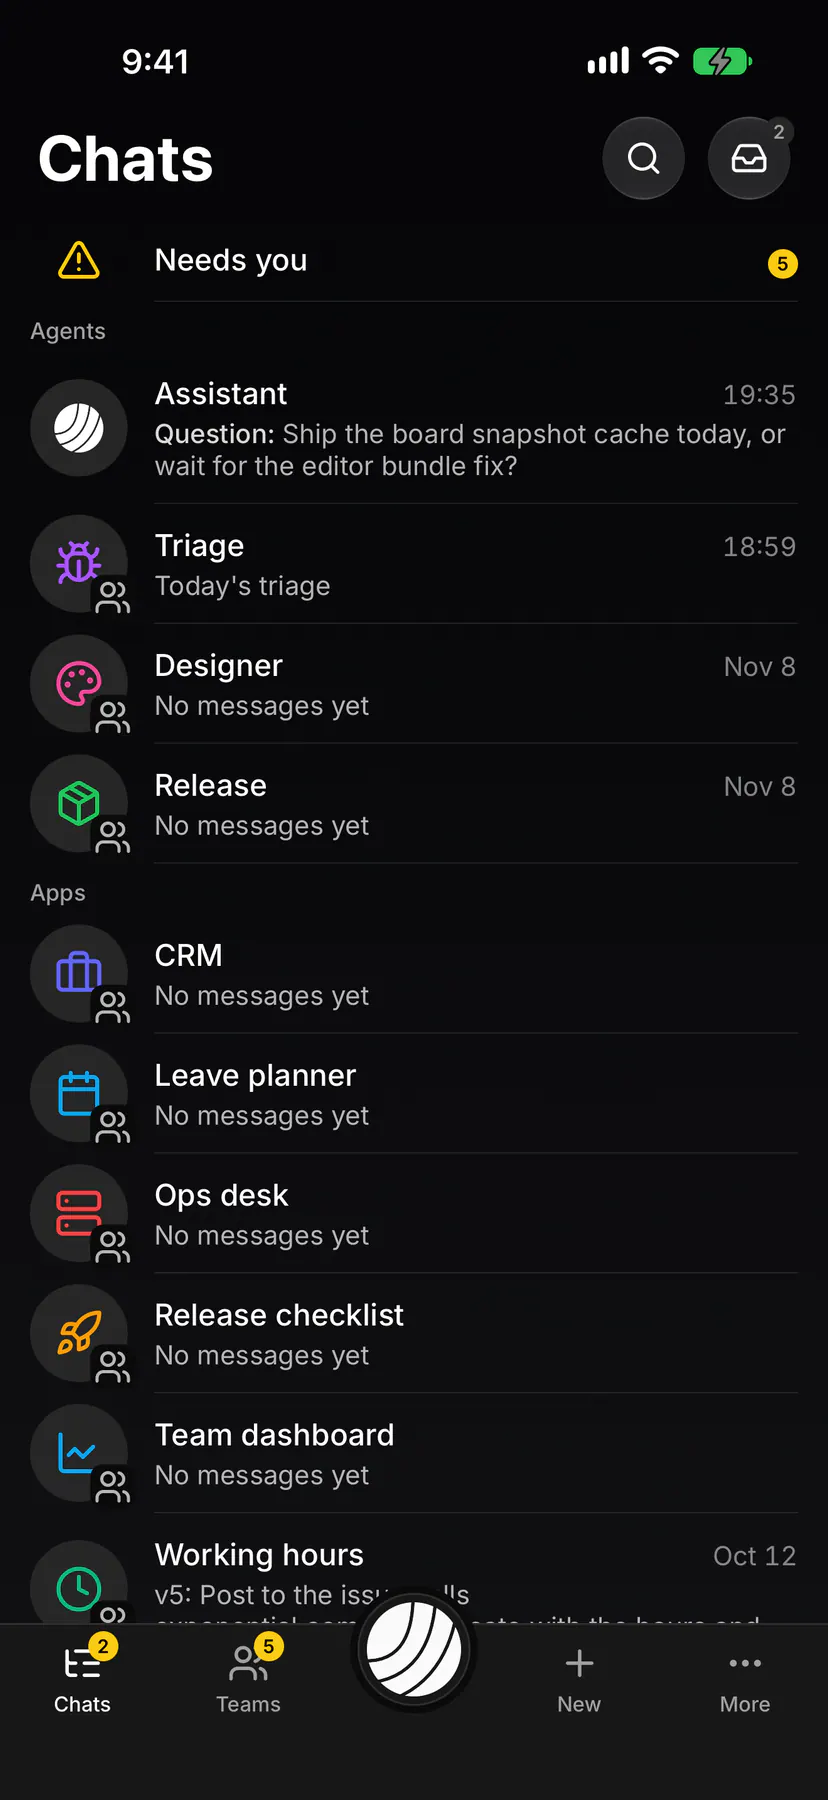 9:41
Chats
2
Needs you
5
Agents
Assistant
19:35
Question: Ship the board snapshot cache today, or
wait for the editor bundle fix?
Triage
18:59
Today's triage
Designer
Nov 8
No messages yet
Release
Nov 8
No messages yet
Apps
CRM
No messages yet
Leave planner
No messages yet
Ops desk
No messages yet
Release checklist
No messages yet
Team dashboard
No messages yet
Working hours
Oct 12
v5: Post to the
with the hours and
2
5
Chats
Teams
New
More